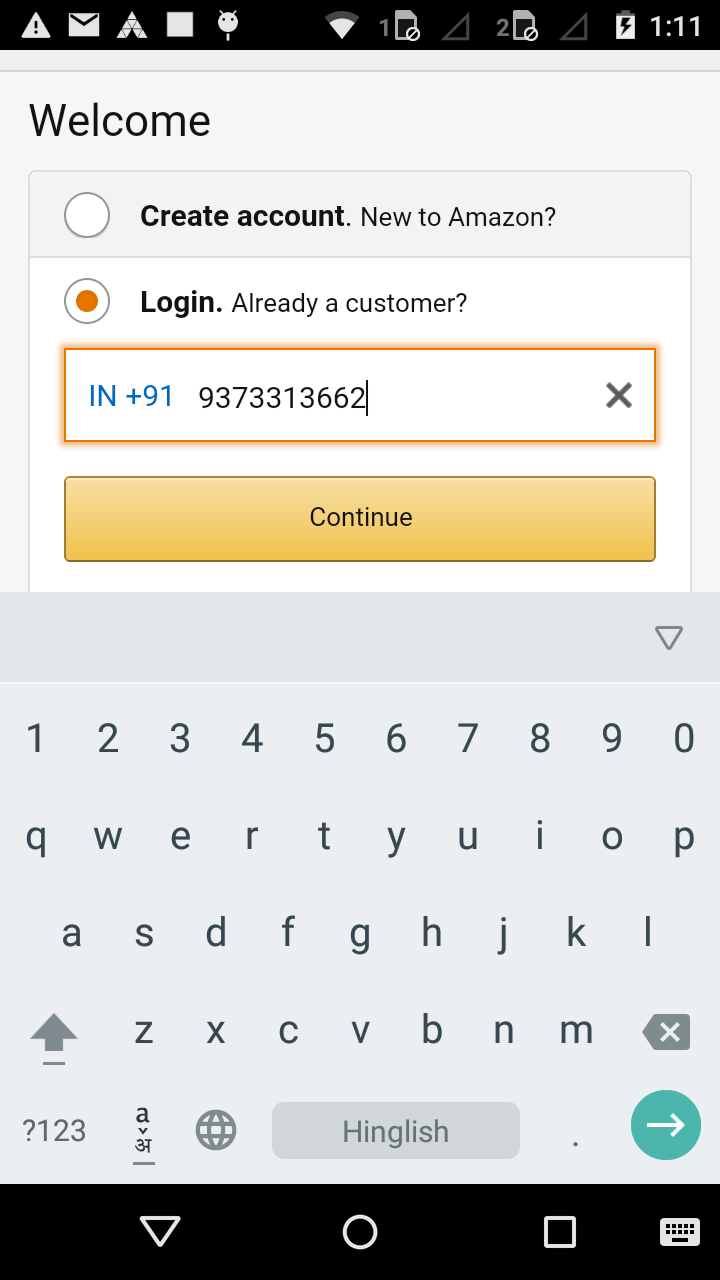 1 2 1:11
Welcome
Create account. New to Amazon?
Login. Already a customer?
IN +91 9373313662
Continue
1 2 3 4 5 6 7 8 9 0
q w e r t y u i o p
a s d f g h j k l
z x c v b n m
?123 a अ Hinglish .